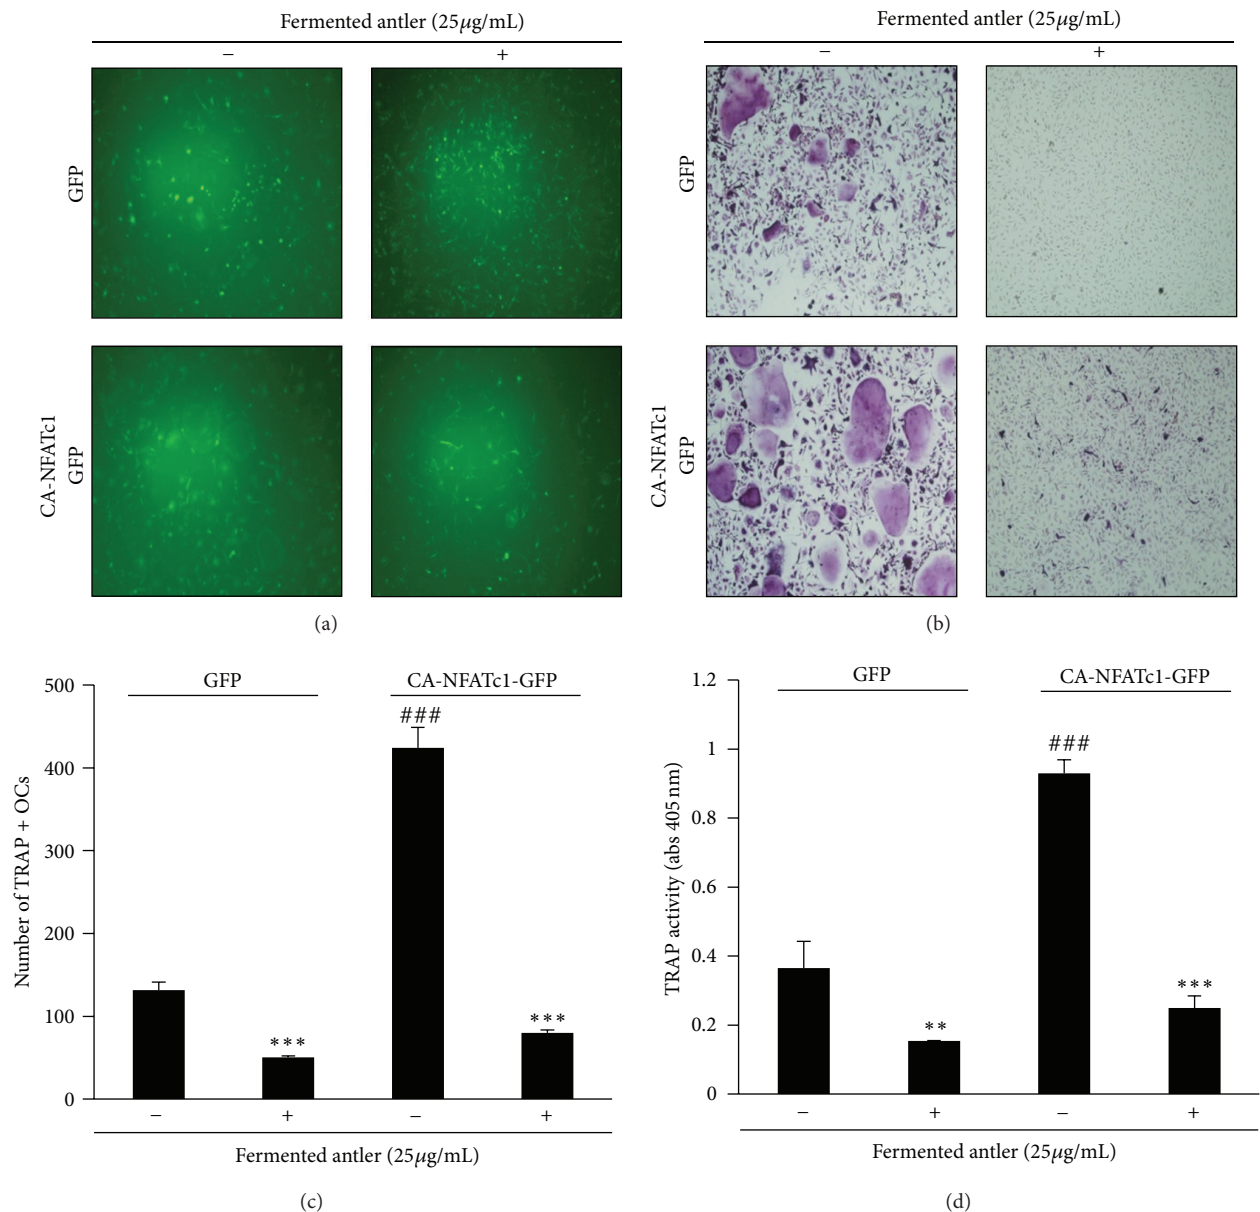 Fermented antler (25μg/mL)
− +
GFP
CA-NFATc1
GFP
(a)
Fermented antler (25μg/mL)
− +
GFP
CA-NFATc1
GFP
(b)
GFP CA-NFATc1-GFP
500
400
300
200
100
0
Number of TRAP + OCs
***
###
***
− + − +
Fermented antler (25μg/mL)
(c)
GFP CA-NFATc1-GFP
1.2
1
0.8
0.6
0.4
0.2
0
TRAP activity (abs 405 nm)
**
###
***
− + − +
Fermented antler (25μg/mL)
(d)